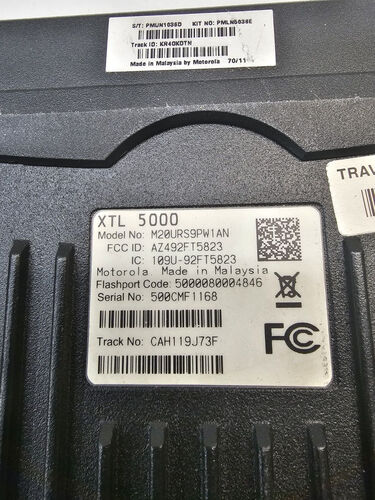 S/T: PMUN1036D KIT NO: PMLN5036E
Track ID: KR40K0TN
Made in Malaysia by Motorola 70/11
TRAV
XTL 5000
Model No: M20URS9PW1AN
FCC ID: AZ492FT5823
IC: 109U-92FT5823
Motorola Made in Malaysia
Flashport Code: 5000080004846
Serial No: 500CMF1168
FC
Track No: CAH119J73F